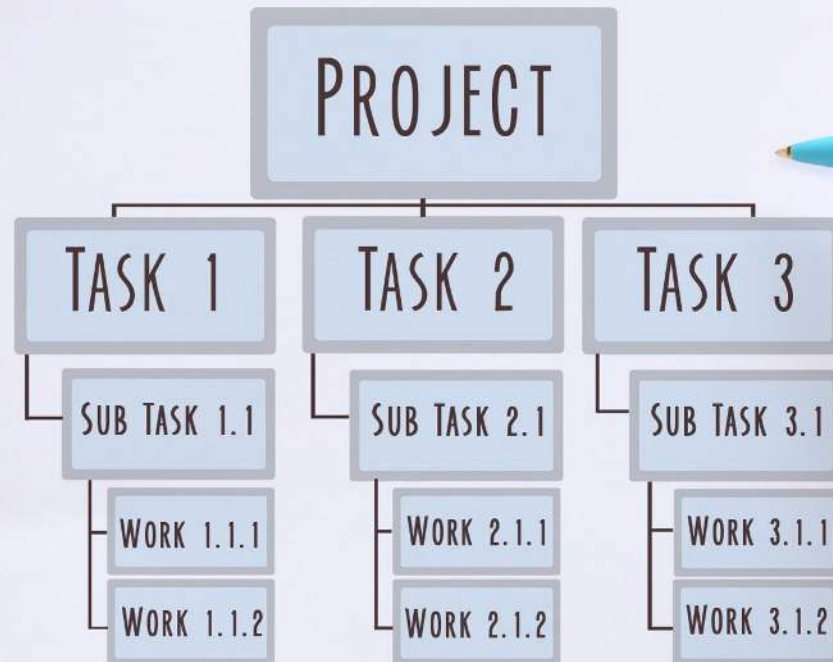 PROJECT
TASK 1
TASK 2
TASK 3
SUB TASK 1.1
SUB TASK 2.1
SUB TASK 3.1
WORK 1.1.1
WORK 2.1.1
WORK 3.1.1
WORK 1.1.2
WORK 2.1.2
WORK 3.1.2